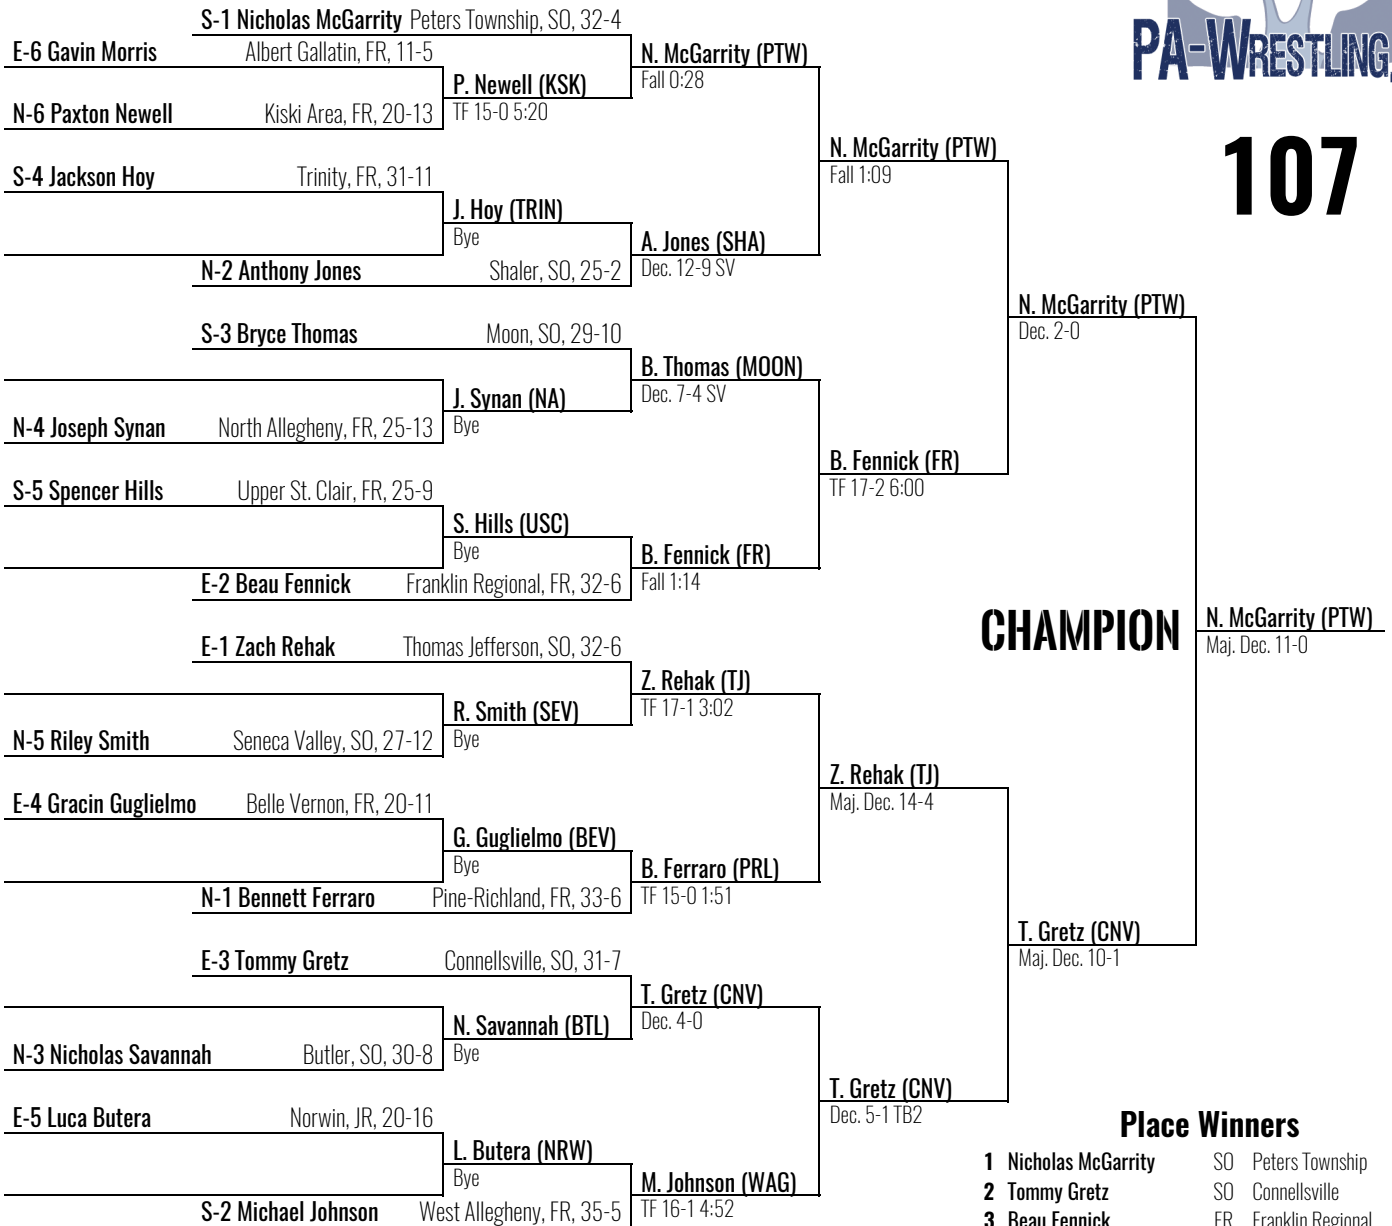 S-1 Nicholas McGarrity Peters Township, SO, 32-4
E-6 Gavin Morris Albert Gallatin, FR, 11-5
N. McGarrity (PTW)
Fall 0:28
P. Newell (KSK)
TF 15-0 5:20
N-6 Paxton Newell Kiski Area, FR, 20-13
PA-WRESTLING.
107
N. McGarrity (PTW)
Fall 1:09
S-4 Jackson Hoy Trinity, FR, 31-11
J. Hoy (TRIN)
Bye
A. Jones (SHA)
Dec. 12-9 SV
N-2 Anthony Jones Shaler, SO, 25-2
N. McGarrity (PTW)
Dec. 2-0
S-3 Bryce Thomas Moon, SO, 29-10
B. Thomas (MOON)
Dec. 7-4 SV
J. Synan (NA)
Bye
N-4 Joseph Synan North Allegheny, FR, 25-13
B. Fennick (FR)
TF 17-2 6:00
S-5 Spencer Hills Upper St. Clair, FR, 25-9
S. Hills (USC)
Bye
B. Fennick (FR)
Fall 1:14
E-2 Beau Fennick Franklin Regional, FR, 32-6
CHAMPION
N. McGarrity (PTW)
Maj. Dec. 11-0
E-1 Zach Rehak Thomas Jefferson, SO, 32-6
Z. Rehak (TJ)
TF 17-1 3:02
R. Smith (SEV)
Bye
N-5 Riley Smith Seneca Valley, SO, 27-12
Z. Rehak (TJ)
Maj. Dec. 14-4
E-4 Gracin Guglielmo Belle Vernon, FR, 20-11
G. Guglielmo (BEV)
Bye
B. Ferraro (PRL)
TF 15-0 1:51
N-1 Bennett Ferraro Pine-Richland, FR, 33-6
T. Gretz (CNV)
Maj. Dec. 10-1
E-3 Tommy Gretz Connellsville, SO, 31-7
T. Gretz (CNV)
Dec. 4-0
N. Savannah (BTL)
Bye
N-3 Nicholas Savannah Butler, SO, 30-8
T. Gretz (CNV)
Dec. 5-1 TB2
E-5 Luca Butera Norwin, JR, 20-16
L. Butera (NRW)
Bye
M. Johnson (WAG)
TF 16-1 4:52
S-2 Michael Johnson West Allegheny, FR, 35-5
Place Winners
1 Nicholas McGarrity SO Peters Township
2 Tommy Gretz SO Connellsville
3 Beau Fennick FR Franklin Regional